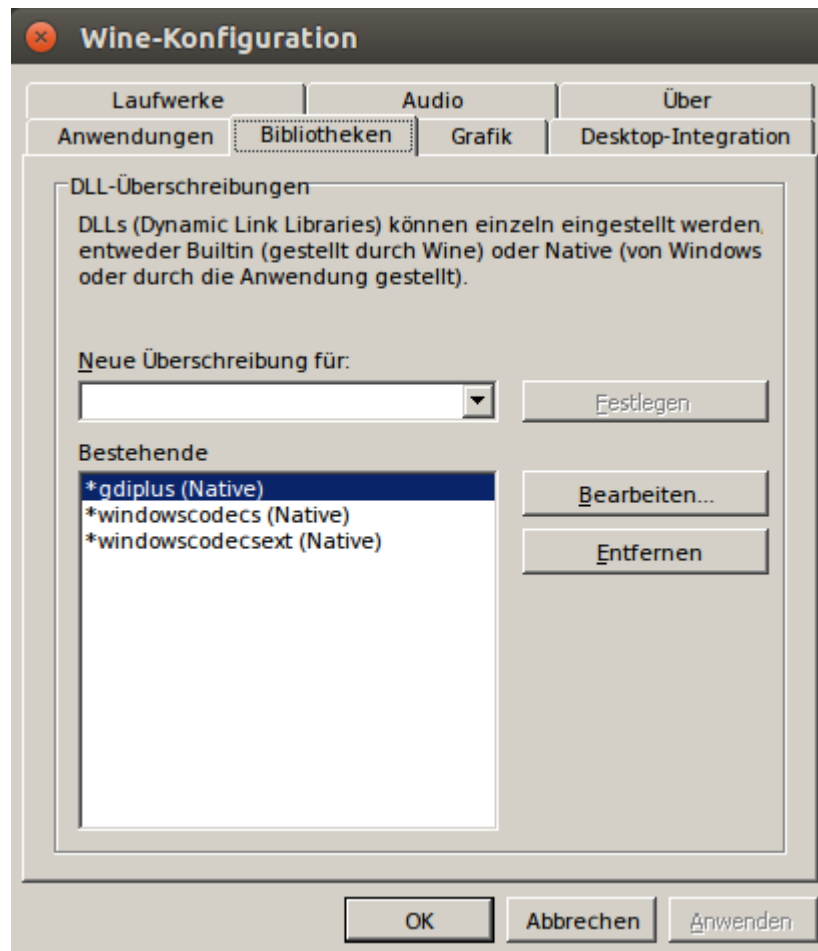 Wine-Konfiguration
Laufwerke Audio Über
Anwendungen Bibliotheken Grafik Desktop-Integration
DLL-Überschreibungen
DLLs (Dynamic Link Libraries) können einzeln eingestellt werden,
entweder Builtin (gestellt durch Wine) oder Native (von Windows
oder durch die Anwendung gestellt).
Neue Überschreibung für:
Festlegen
Bestehende
*gdiplus (Native)
Bearbeiten...
*windowscodecs (Native)
*windowscodecsext (Native)
Entfernen
OK Abbrechen Anwenden